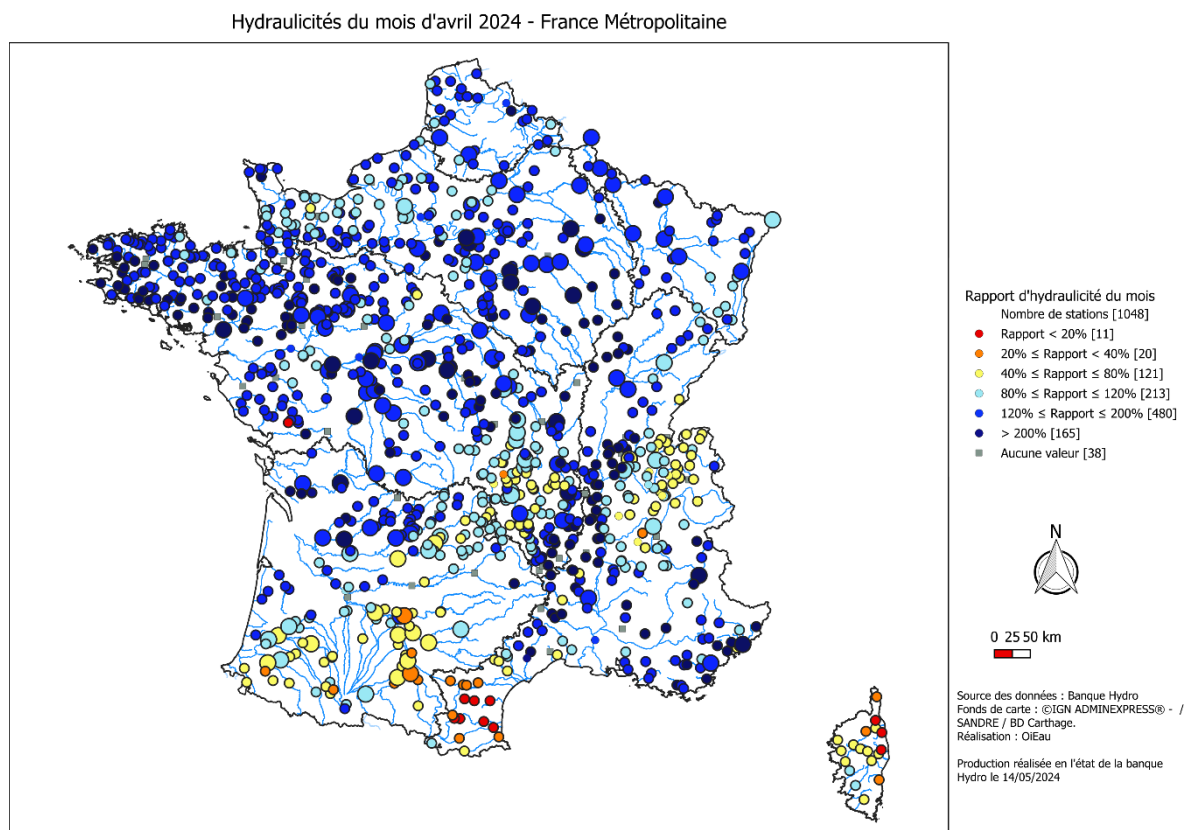 Hydraulicités du mois d'avril 2024 - France Métropolitaine
Rapport d'hydraulicité du mois
Nombre de stations [1048]
Rapport < 20% [11]
20% ≤ Rapport < 40% [20]
40% ≤ Rapport ≤ 80% [121]
80% ≤ Rapport ≤ 120% [213]
120% ≤ Rapport ≤ 200% [480]
> 200% [165]
Aucune valeur [38]
N
0 25 50 km
Source des données : Banque Hydro
Fonds de carte : ©IGN ADMINEXPRESS® - /
SANDRE / BD Carthage.
Réalisation : OiEau
Production réalisée en l'état de la banque
Hydro le 14/05/2024